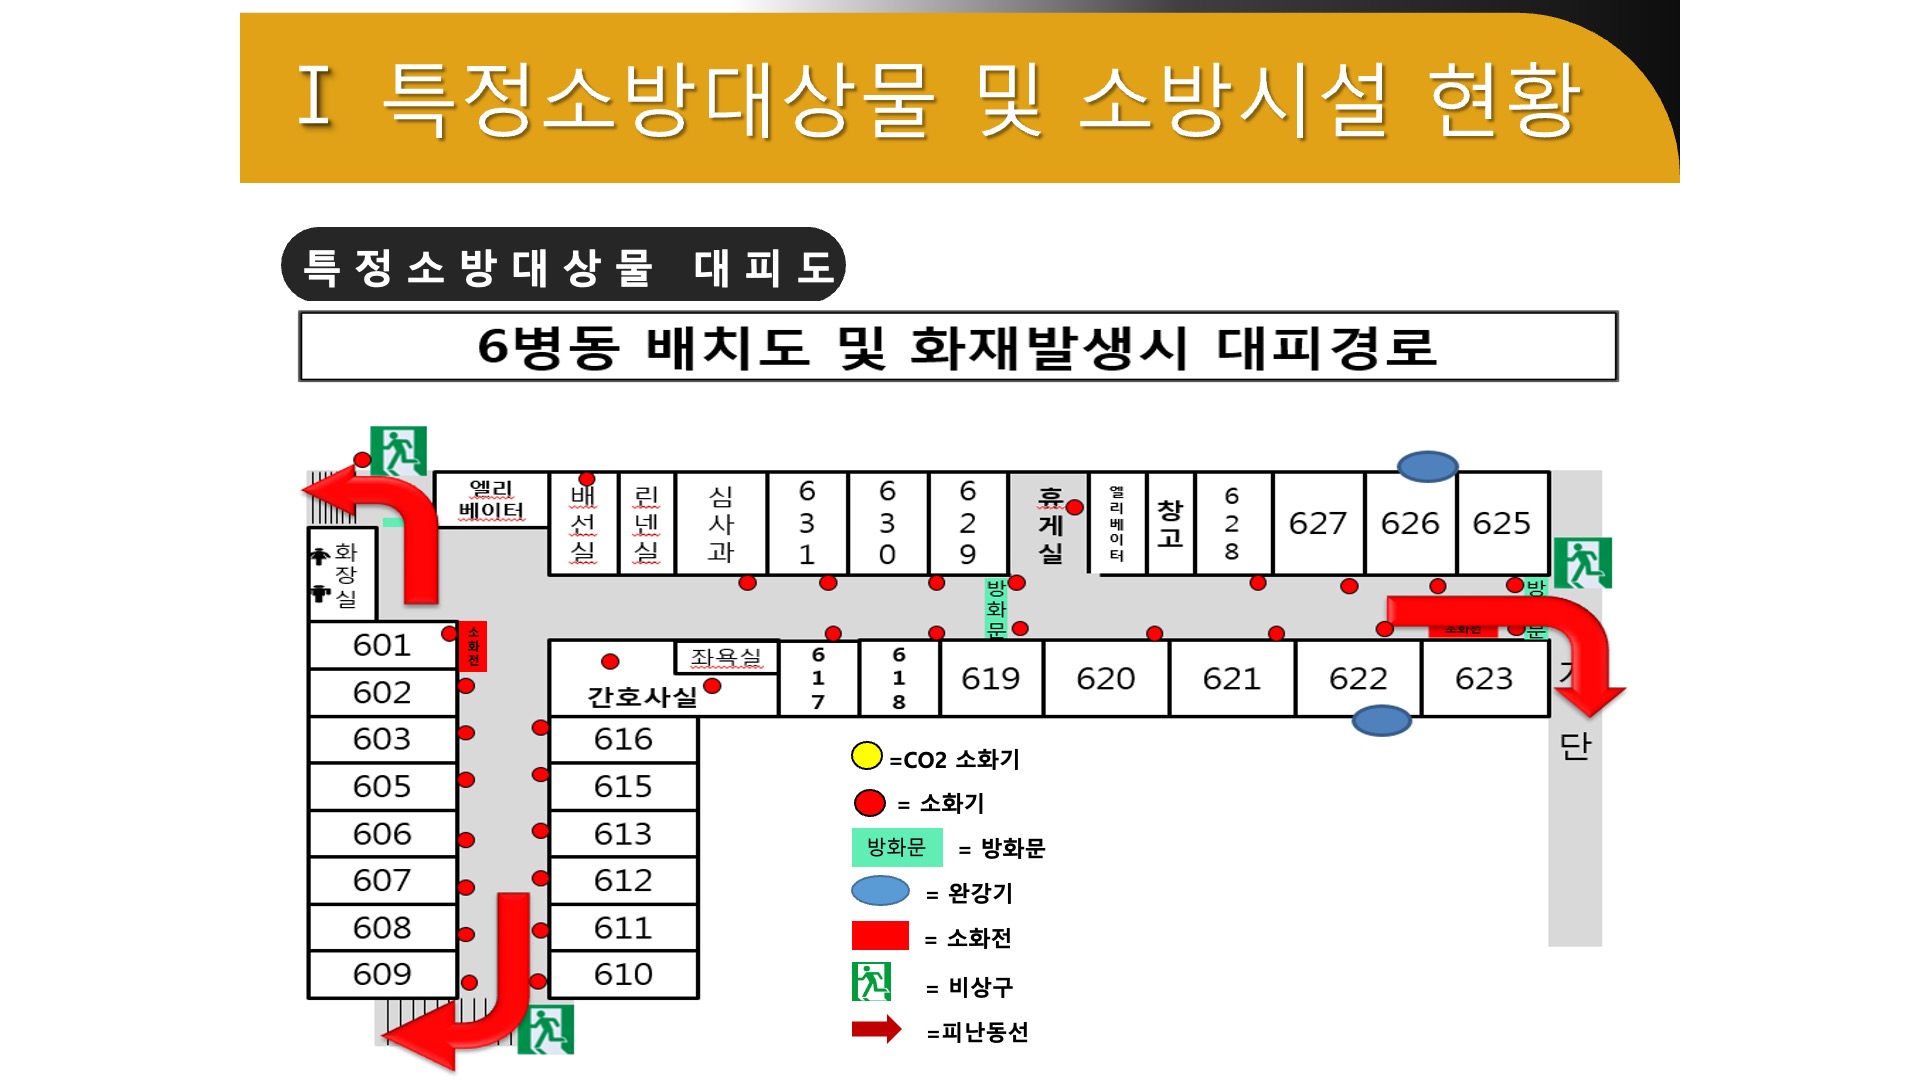 Ⅰ 특정소방대상물 및 소방시설 현황
특정소방대상물 대피도
6병동 배치도 및 화재발생시 대피경로
엘리
베이터
배선실
린넨실
심사과
631
630
629
휴게실
엘리베이터
창고
628
627
626
625
화장실
방화문
방
문
소화전
601
소화전
602
603
605
606
607
608
609
좌욕실
간호사실
617
618
619
620
621
622
623
단
616
615
613
612
611
610
=CO2 소화기
= 소화기
방화문 = 방화문
= 완강기
= 소화전
= 비상구
=피난동선